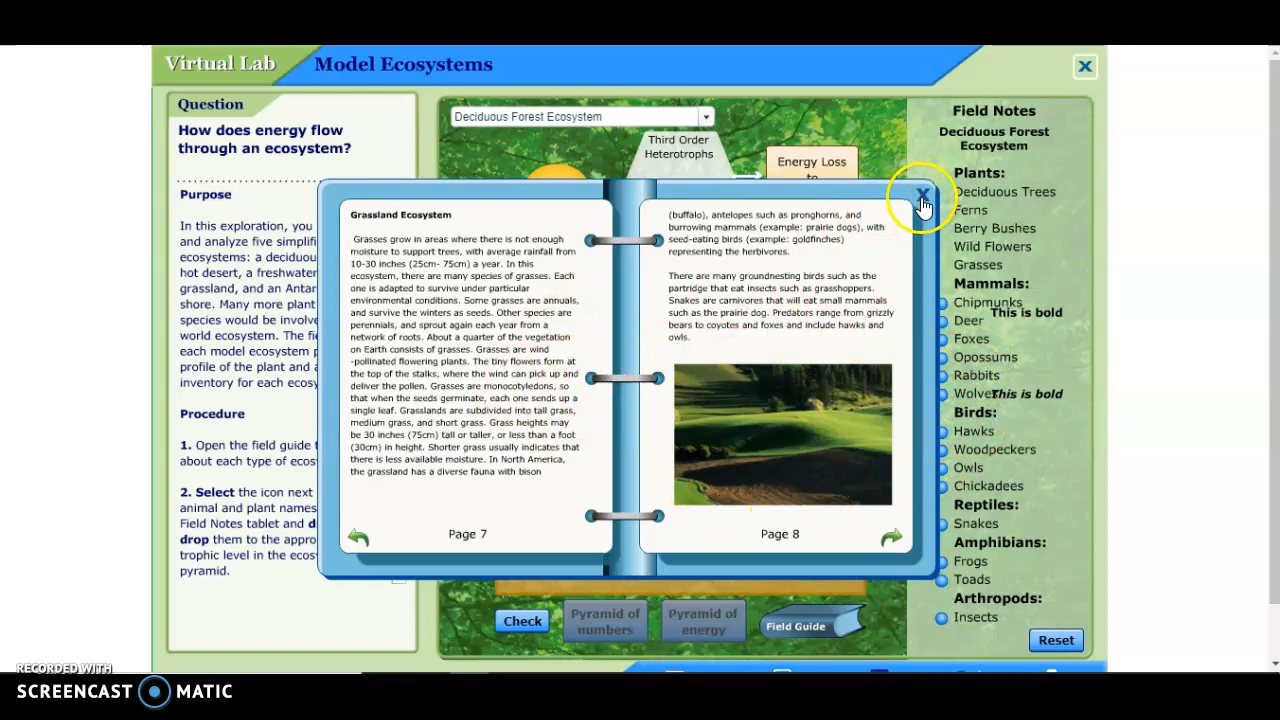 Virtual Lab
Model Ecosystems
X
Question
How does energy flow
through an ecosystem?
Purpose
In this exploration, you
and analyze five simplifi
ecosystems: a deciduou
hot desert, a freshwater
grassland, and an Antar
shore. Many more plant
species would be involve
world ecosystem. The fie
each model ecosystem p
profile of the plant and a
inventory for each ecosy
Procedure
1. Open the field guide t
about each type of ecos
2. Select the icon next
animal and plant names
Field Notes tablet and d
drop them to the appro
trophic level in the ecos
pyramid.
Deciduous Forest Ecosystem
Third Order
Heterotrophs
Energy Loss
to
X
Grassland Ecosystem
Grasses grow in areas where there is not enough
moisture to support trees, with average rainfall from
10-30 inches (25cm- 75cm) a year. In this
ecosystem, there are many species of grasses. Each
one is adapted to survive under particular
environmental conditions. Some grasses are annuals,
and survive the winters as seeds. Other species are
perennials, and sprout again each year from a
network of roots. About a quarter of the vegetation
on Earth consists of grasses. Grasses are wind
-pollinated flowering plants. The tiny flowers form at
the top of the stalks, where the wind can pick up and
deliver the pollen. Grasses are monocotyledons, so
that when the seeds germinate, each one sends up a
single leaf. Grasslands are subdivided into tall grass,
medium grass, and short grass. Grass heights may
be 30 inches (75cm) tall or taller, or less than a foot
(30cm) in height. Shorter grass usually indicates that
there is less available moisture. In North America,
the grassland has a diverse fauna with bison
Page 7
(buffalo), antelopes such as pronghorns, and
burrowing mammals (example: prairie dogs), with
seed-eating birds (example: goldfinches)
representing the herbivores.
There are many groundnesting birds such as the
partridge that eat insects such as grasshoppers.
Snakes are carnivores that will eat small mammals
such as the prairie dog. Predators range from grizzly
bears to coyotes and foxes and include hawks and
owls.
Page 8
Check
Pyramid of
numbers
Pyramid of
energy
Field Guide
Field Notes
Deciduous Forest
Ecosystem
Plants:
Deciduous Trees
Ferns
Berry Bushes
Wild Flowers
Grasses
Mammals:
Chipmunks
This is bold
Deer
Foxes
Opossums
Rabbits
Wolves
This is bold
Birds:
Hawks
Woodpeckers
Owls
Chickadees
Reptiles:
Snakes
Amphibians:
Frogs
Toads
Arthropods:
Insects
Reset
RECORDED WITH
SCREENCAST MATIC